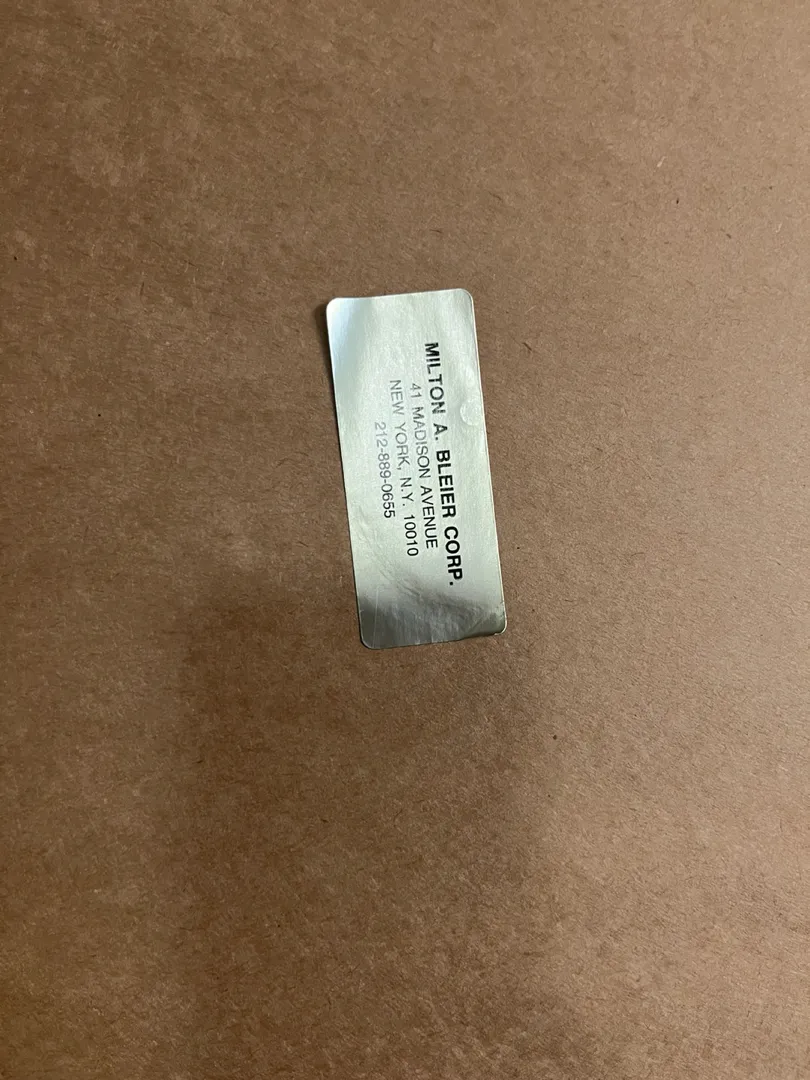 MILTON A. BLEIER CORP.
41 MADISON AVENUE
NEW YORK, N.Y. 10010
212-889-0655